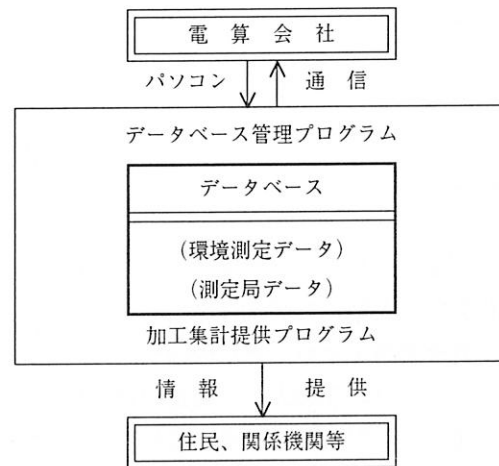 電算会社
パソコン 通信
データベース管理プログラム
データベース
(環境測定データ)
(測定局データ)
加工集計提供プログラム
情報 提供
住民、関係機関等